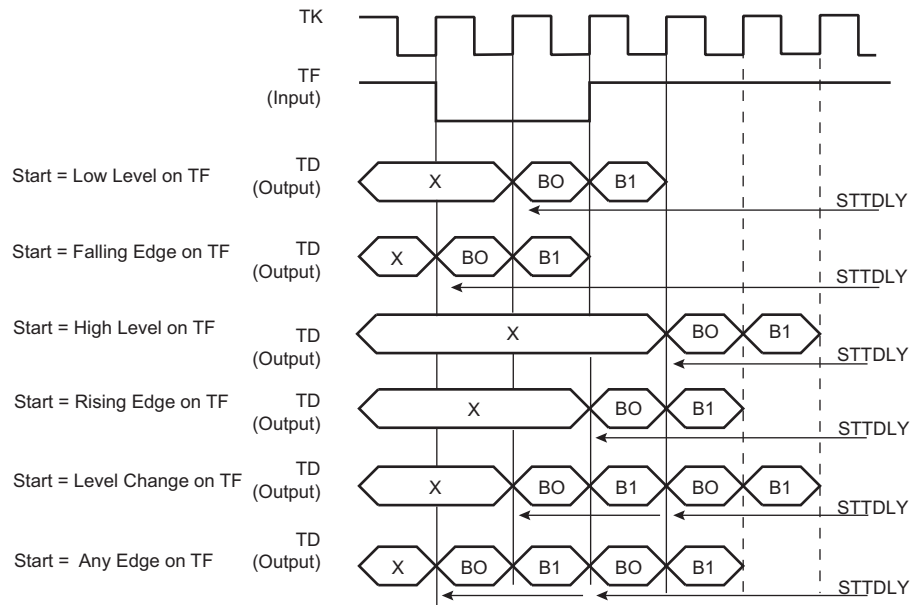 TK
TF
(Input)
Start = Low Level on TF
TD
(Output)
X
BO
B1
STTDLY
Start = Falling Edge on TF
TD
(Output)
X
BO
B1
STTDLY
Start = High Level on TF
TD
(Output)
X
BO
B1
STTDLY
Start = Rising Edge on TF
TD
(Output)
X
BO
B1
STTDLY
Start = Level Change on TF
TD
(Output)
X
BO
B1
BO
B1
STTDLY
Start = Any Edge on TF
TD
(Output)
X
BO
B1
BO
B1
STTDLY